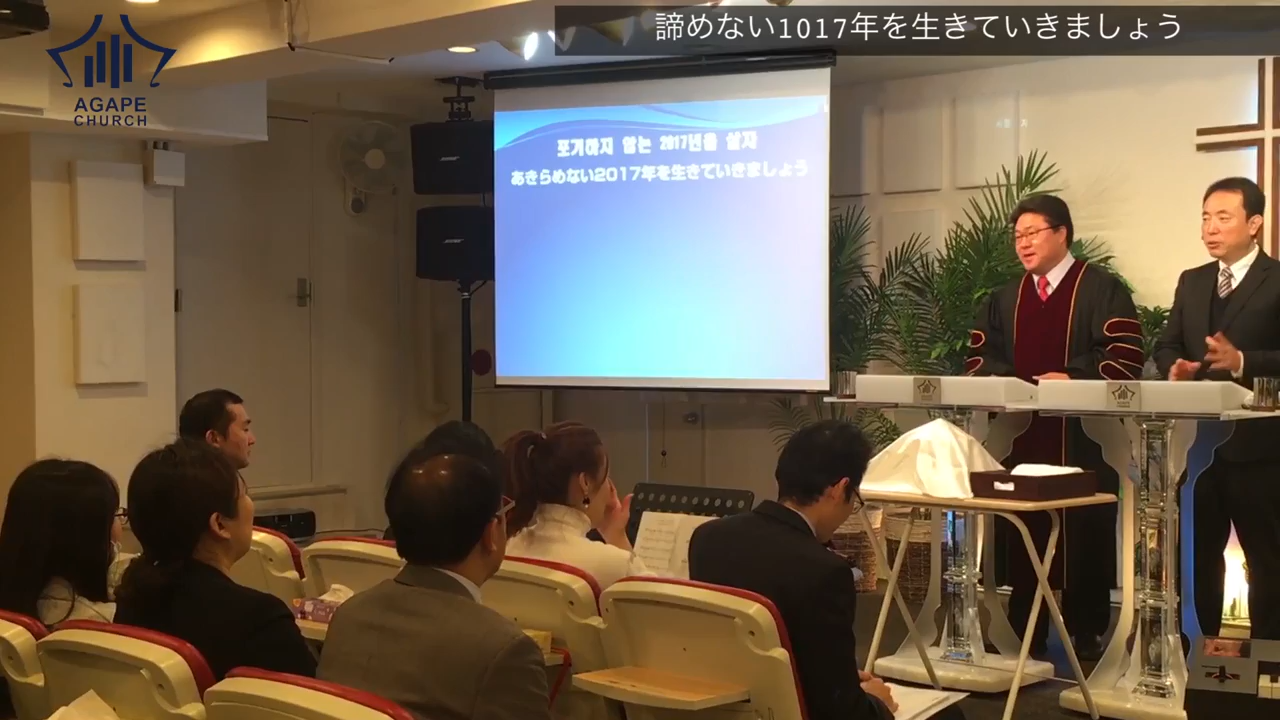 諦めない1017年を生きていきましょう
AGAPE
CHURCH
포기하지 않는 2017년을 살자
あきらめない2017年を生きていきましょう